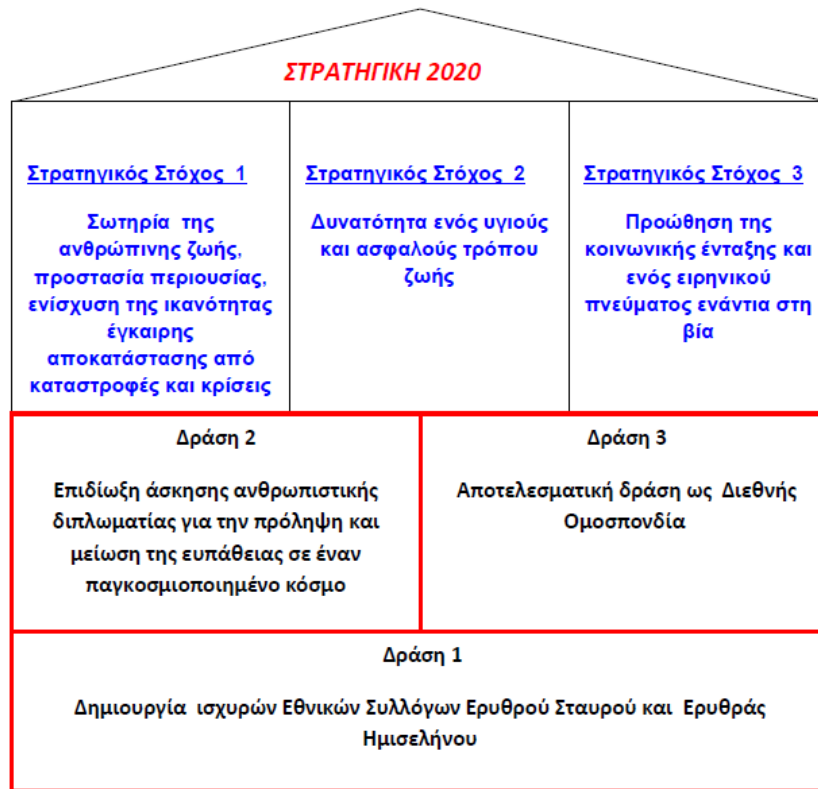 ΣΤΡΑΤΗΓΙΚΗ 2020
Στρατηγικός Στόχος 1
Σωτηρία της
ανθρώπινης ζωής,
προστασία περιουσίας,
ενίσχυση της ικανότητας
έγκαιρης
αποκατάστασης από
καταστροφές και κρίσεις
Στρατηγικός Στόχος 2
Δυνατότητα ενός υγιούς
και ασφαλούς τρόπου
ζωής
Στρατηγικός Στόχος 3
Προώθηση της
κοινωνικής ένταξης και
ενός ειρηνικού
πνεύματος ενάντια στη
βία
Δράση 2
Επιδίωξη άσκησης ανθρωπιστικής
διπλωματίας για την πρόληψη και
μείωση της ευπάθειας σε έναν
παγκοσμιοποιημένο κόσμο
Δράση 3
Αποτελεσματική δράση ως Διεθνής
Ομοσπονδία
Δράση 1
Δημιουργία ισχυρών Εθνικών Συλλόγων Ερυθρού Σταυρού και Ερυθράς
Ημισελήνου